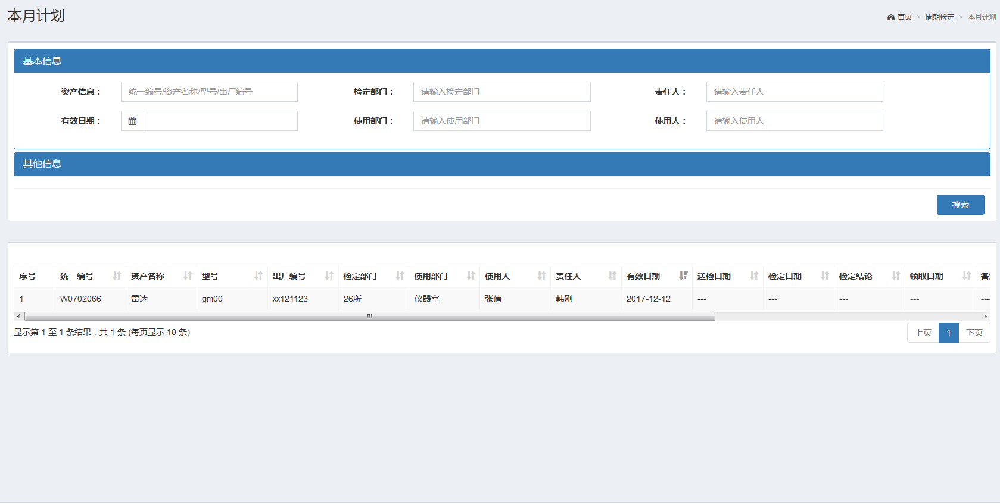 本月计划
首页 > 周期检定 > 本月计划
基本信息
资产信息： 统一编号/资产名称/型号/出厂编号 检定部门： 请输入检定部门 责任人： 请输入责任人
有效日期： 使用部门： 请输入使用部门 使用人： 请输入使用人
其他信息
搜索
序号 统一编号 资产名称 型号 出厂编号 检定部门 使用部门 使用人 责任人 有效日期 送检日期 检定日期 检定结论 领取日期 备
1 W0702066 雷达 gm00 xx121123 26所 仪器室 张倩 韩刚 2017-12-12 --- --- --- --- ---
显示第 1 至 1 条结果，共 1 条 (每页显示 10 条) 上页 1 下页